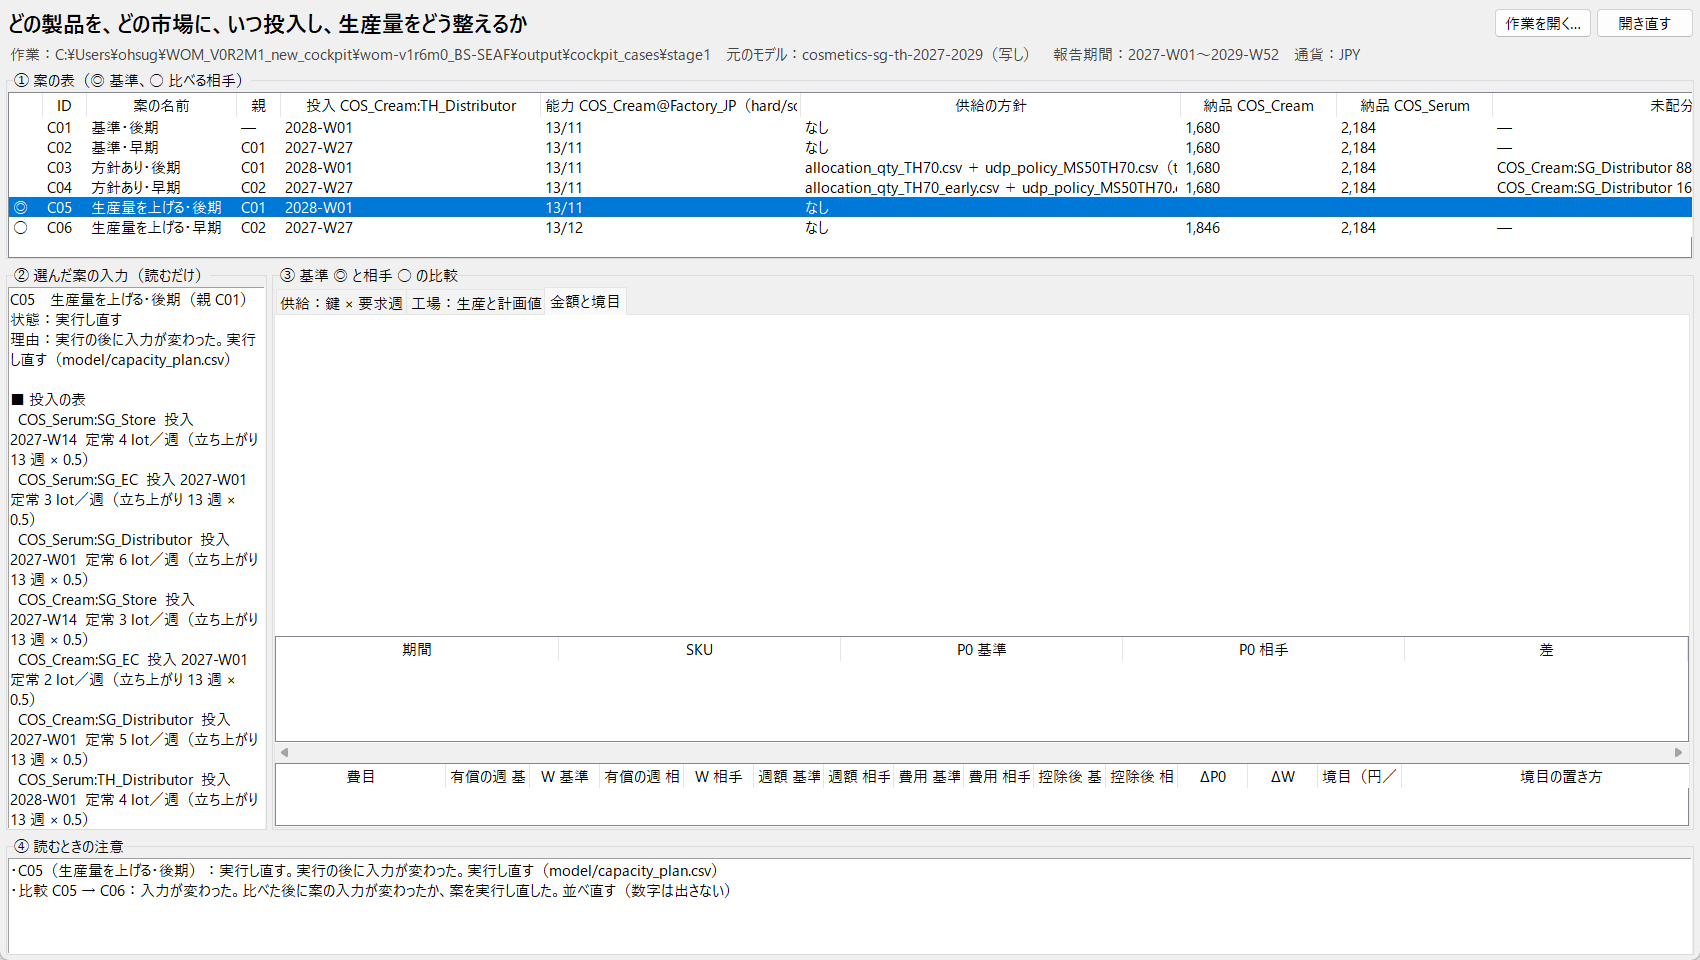 どの製品を、どの市場に、いつ投入し、生産量をどう整えるか
作業を開く... 開き直す
作業：C:¥Users¥ohsug¥WOM_V0R2M1_new_cockpit¥wom-v1r6m0_BS-SEAF¥output¥cockpit_cases¥stage1 元のモデル：cosmetics-sg-th-2027-2029（写し） 報告期間：2027-W01～2029-W52 通貨：JPY
① 案の表（◎ 基準、○ 比べる相手）
ID 案の名前 親 投入 COS_Cream:TH_Distributor 能力 COS_Cream@Factory_JP（hard/sc 供給の方針 納品 COS_Cream 納品 COS_Serum 未配分
C01 基準・後期 — 2028-W01 13/11 なし 1,680 2,184 —
C02 基準・早期 C01 2027-W27 13/11 なし 1,680 2,184 —
C03 方針あり・後期 C01 2028-W01 13/11 allocation_qty_TH70.csv ＋ udp_policy_MS50TH70.csv（t 1,680 2,184 COS_Cream:SG_Distributor 88
C04 方針あり・早期 C02 2027-W27 13/11 allocation_qty_TH70_early.csv ＋ udp_policy_MS50TH70.c 1,680 2,184 COS_Cream:SG_Distributor 16
◎ C05 生産量を上げる・後期 C01 2028-W01 13/11 なし
○ C06 生産量を上げる・早期 C02 2027-W27 13/12 なし 1,846 2,184 —
② 選んだ案の入力（読むだけ）
C05 生産量を上げる・後期（親 C01）
状態：実行し直す
理由：実行の後に入力が変わった。実行
し直す（model/capacity_plan.csv）
■ 投入の表
COS_Serum:SG_Store 投入
2027-W14 定常 4 lot／週（立ち上がり
13 週 × 0.5）
COS_Serum:SG_EC 投入 2027-W01
定常 3 lot／週（立ち上がり 13 週 ×
0.5）
COS_Serum:SG_Distributor 投入
2027-W01 定常 6 lot／週（立ち上がり
13 週 × 0.5）
COS_Cream:SG_Store 投入
2027-W14 定常 3 lot／週（立ち上がり
13 週 × 0.5）
COS_Cream:SG_EC 投入 2027-W01
定常 2 lot／週（立ち上がり 13 週 ×
0.5）
COS_Cream:SG_Distributor 投入
2027-W01 定常 5 lot／週（立ち上がり
13 週 × 0.5）
COS_Serum:TH_Distributor 投入
2028-W01 定常 4 lot／週（立ち上がり
13 週 × 0.5）
③ 基準 ◎ と相手 ○ の比較
供給：鍵 × 要求週 工場：生産と計画値 金額と境目
期間 SKU P0 基準 P0 相手 差
費目 有償の週 基 W 基準 有償の週 相 W 相手 週額 基準 週額 相手 費用 基準 費用 相手 控除後 基 控除後 相 ΔP0 ΔW 境目（円／ 境目の置き方
④ 読むときの注意
・C05（生産量を上げる・後期）：実行し直す。実行の後に入力が変わった。実行し直す（model/capacity_plan.csv）
・比較 C05 → C06：入力が変わった。比べた後に案の入力が変わったか、案を実行し直した。並べ直す（数字は出さない）